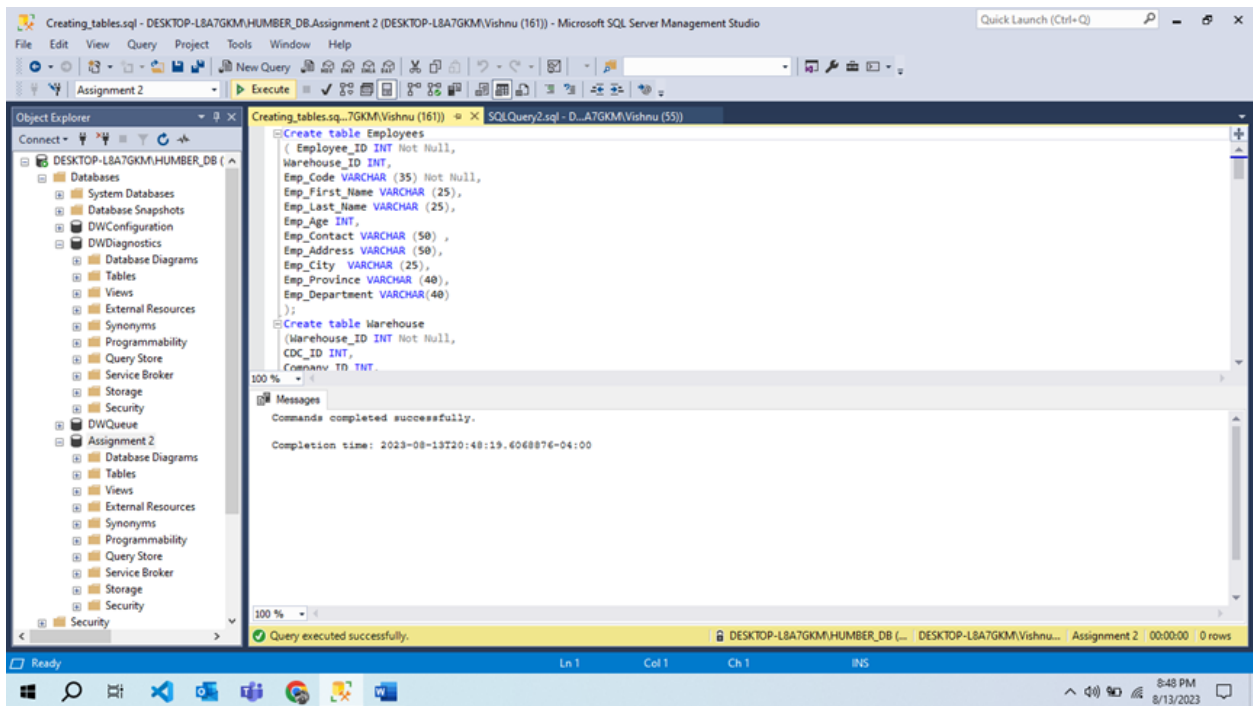 Creating_tables.sql - DESKTOP-L8A7GKM\HUMBER_DB.Assignment 2 (DESKTOP-L8A7GKM\Vishnu (161)) - Microsoft SQL Server Management Studio
Quick Launch (Ctrl+Q)
File Edit View Query Project Tools Window Help
New Query
Assignment 2
Execute
Object Explorer
Connect
DESKTOP-L8A7GKM\HUMBER_DB (
Databases
System Databases
Database Snapshots
DWConfiguration
DWDiagnostics
Database Diagrams
Tables
Views
External Resources
Synonyms
Programmability
Query Store
Service Broker
Storage
Security
DWQueue
Assignment 2
Database Diagrams
Tables
Views
External Resources
Synonyms
Programmability
Query Store
Service Broker
Storage
Security
Security
Creating_tables.sq...7GKM\Vishnu (161)) SQLQuery2.sql - D...A7GKM\Vishnu (55))
Create table Employees
( Employee_ID INT Not Null,
Warehouse_ID INT,
Emp_Code VARCHAR (35) Not Null,
Emp_First_Name VARCHAR (25),
Emp_Last_Name VARCHAR (25),
Emp_Age INT,
Emp_Contact VARCHAR (50) ,
Emp_Address VARCHAR (50),
Emp_City VARCHAR (25),
Emp_Province VARCHAR (40),
Emp_Department VARCHAR(40)
);
Create table Warehouse
(Warehouse_ID INT Not Null,
CDC_ID INT,
Company_ID INT,
100 %
Messages
Commands completed successfully.
Completion time: 2023-08-13T20:48:19.6068876-04:00
100 %
Query executed successfully.
DESKTOP-L8A7GKM\HUMBER_DB (... DESKTOP-L8A7GKM\Vishnu... Assignment 2 00:00:00 0 rows
Ready Ln 1 Col 1 Ch 1 INS
8:48 PM
8/13/2023